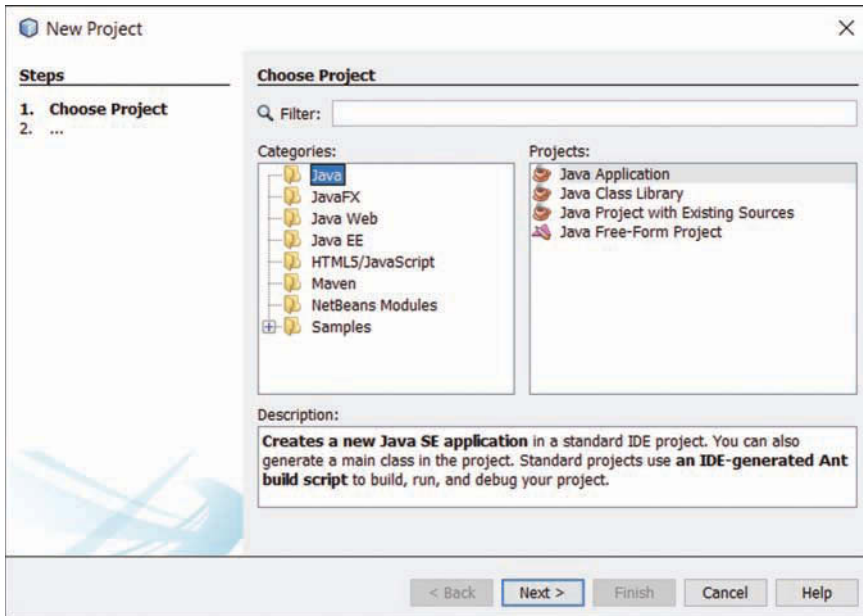 New Project
Steps
1. Choose Project
2. ...
Choose Project
Filter:
Categories:
Java
JavaFX
Java Web
Java EE
HTML5/JavaScript
Maven
NetBeans Modules
Samples
Projects:
Java Application
Java Class Library
Java Project with Existing Sources
Java Free-Form Project
Description:
Creates a new Java SE application in a standard IDE project. You can also
generate a main class in the project. Standard projects use an IDE-generated Ant
build script to build, run, and debug your project.
< Back
Next >
Finish
Cancel
Help